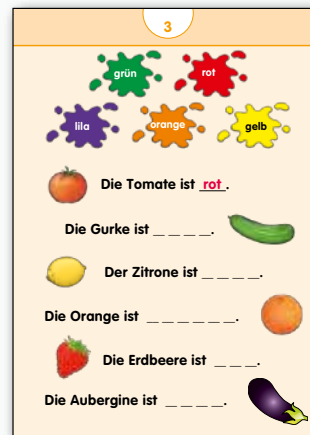 3
grün rot
lila orange gelb
Die Tomate ist rot.
Die Gurke ist _ _ _ _.
Der Zitrone ist _ _ _ _.
Die Orange ist _ _ _ _ _ _.
Die Erdbeere ist _ _ _.
Die Aubergine ist _ _ _ _.